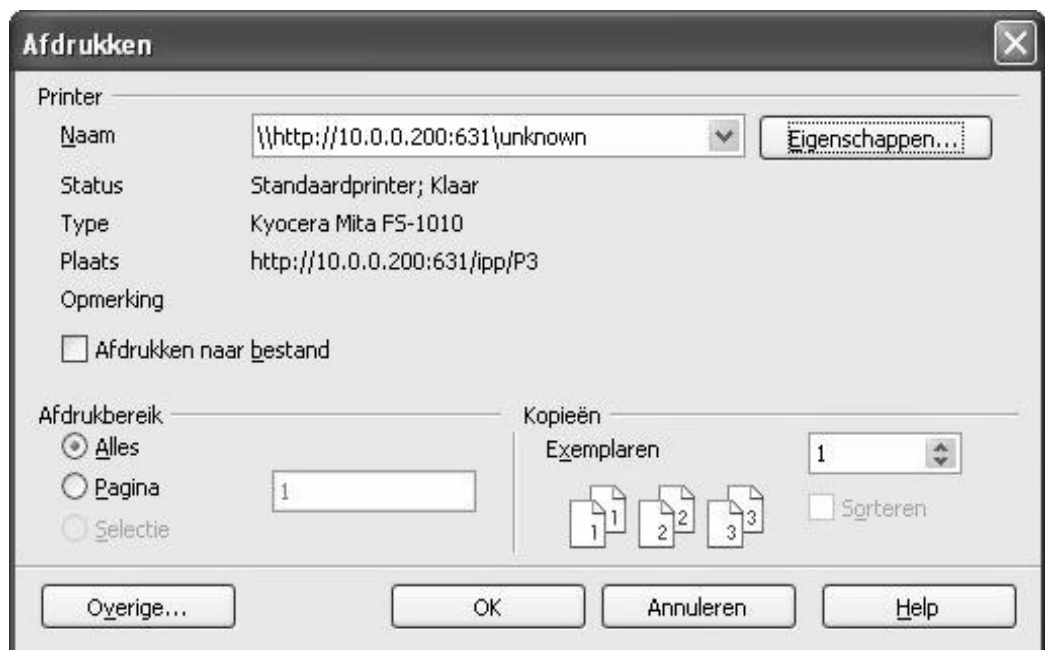 Afdrukken
Printer
Naam \\http://10.0.0.200:631\unknown Eigenschappen...
Status Standaardprinter; Klaar
Type Kyocera Mita FS-1010
Plaats http://10.0.0.200:631/ipp/P3
Opmerking
Afdrukken naar bestand
Afdrukbereik Kopieën
Alles Exemplaren 1
Pagina 1
1 1 2 2 3 3 Sorteren
Selectie
Overige... OK Annuleren Help